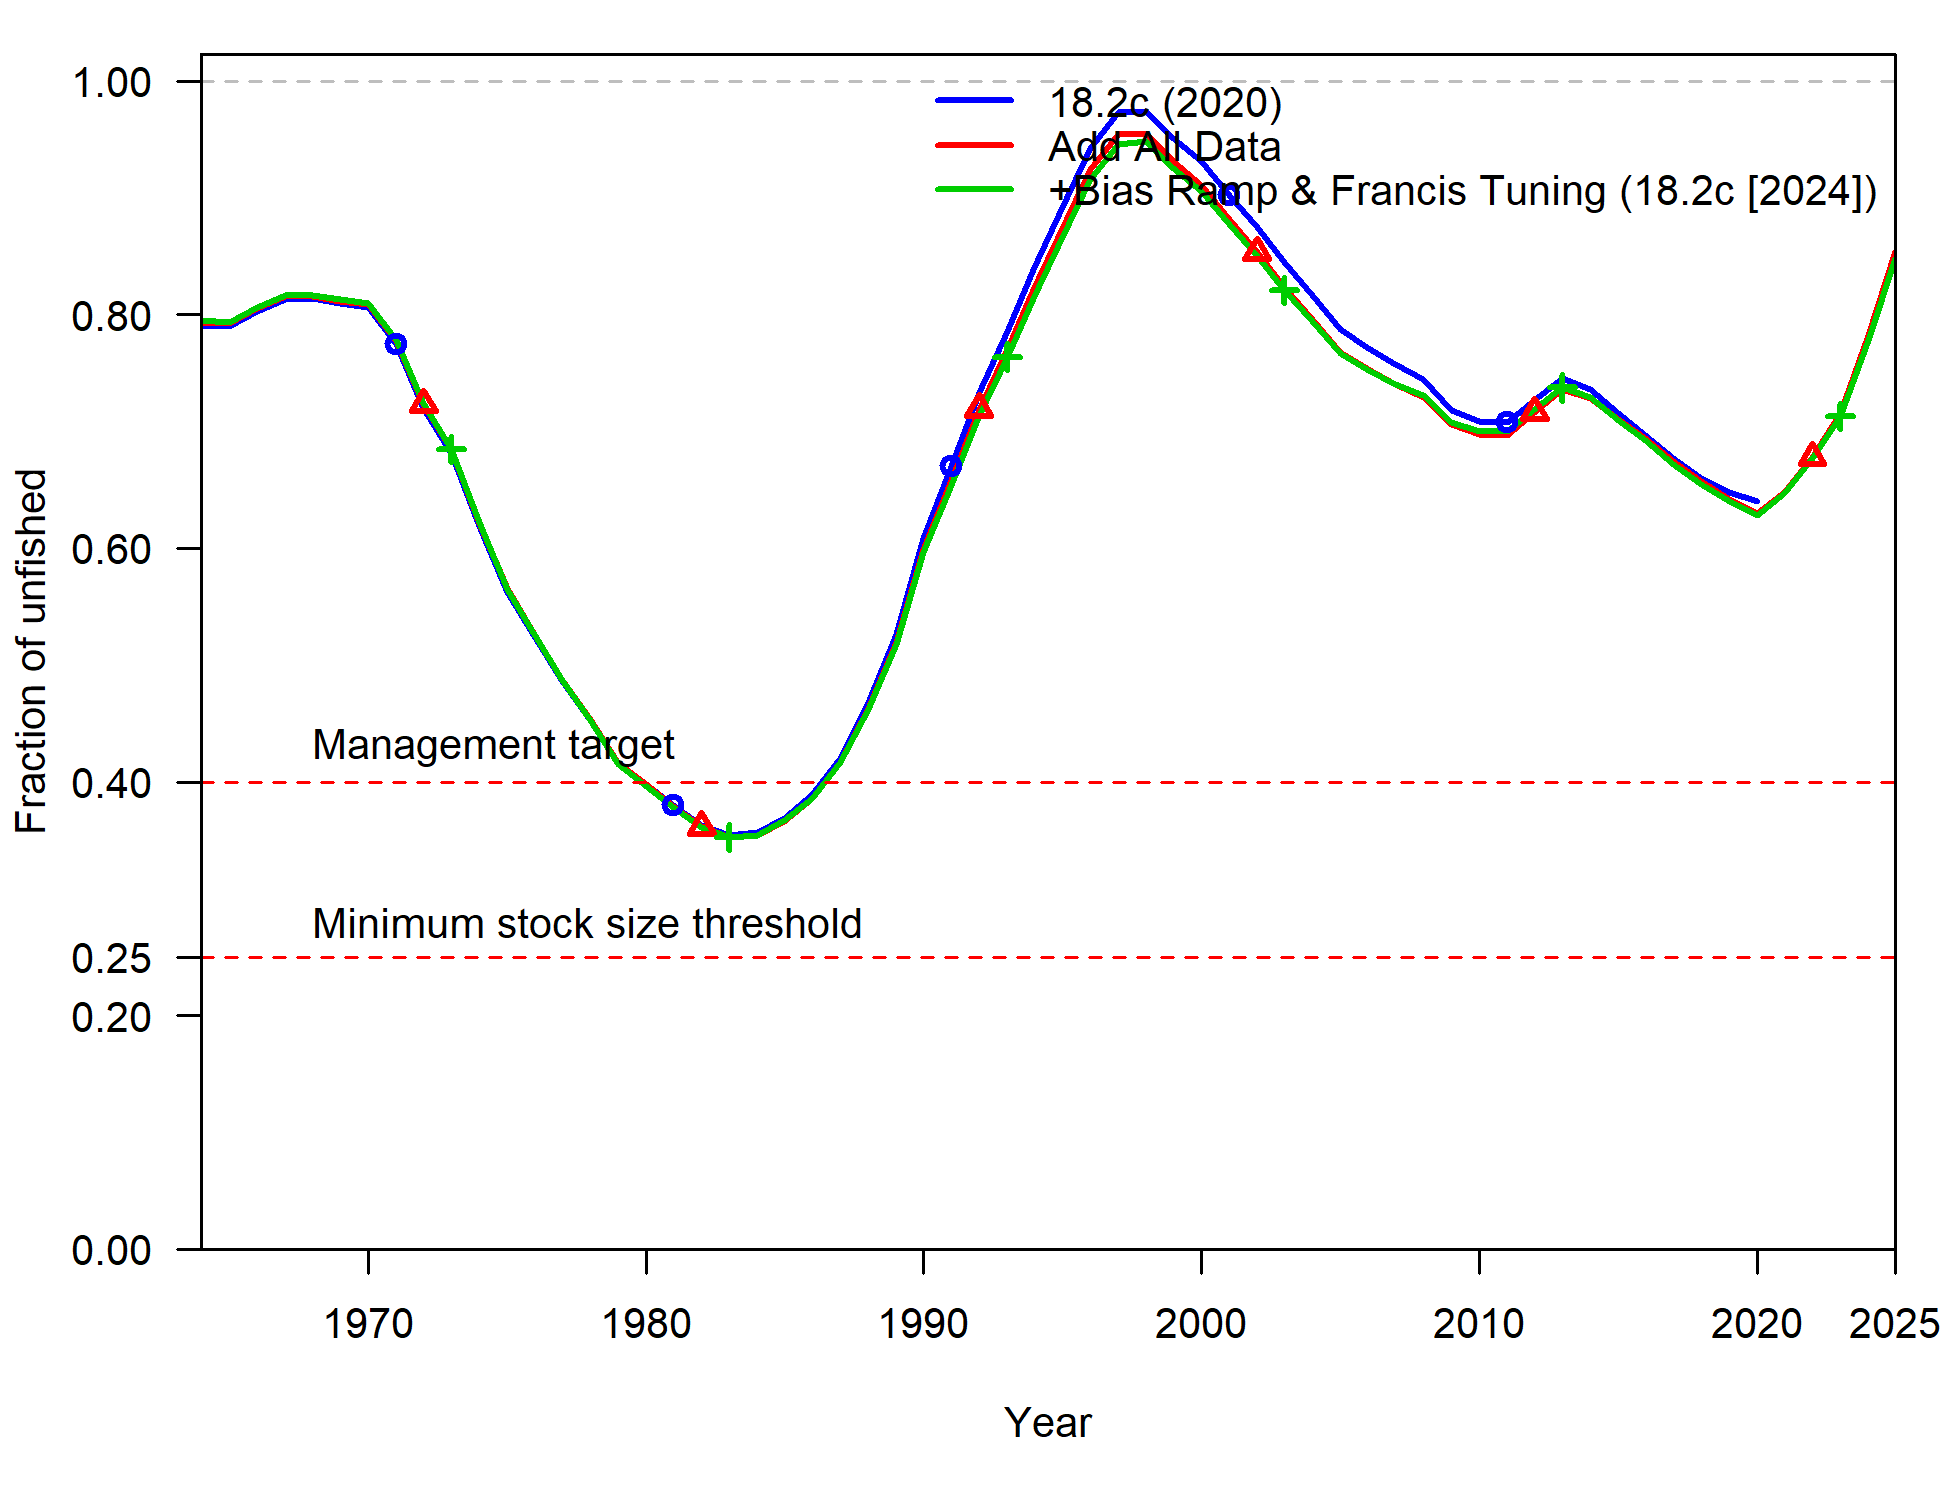 1.00
0.80
0.60
0.40
0.25
0.20
0.00
Fraction of unfished
18.2c (2020)
Add All Data
+Bias Ramp & Francis Tuning (18.2c [2024])
Management target
Minimum stock size threshold
1970 1980 1990 2000 2010 2020 2025
Year